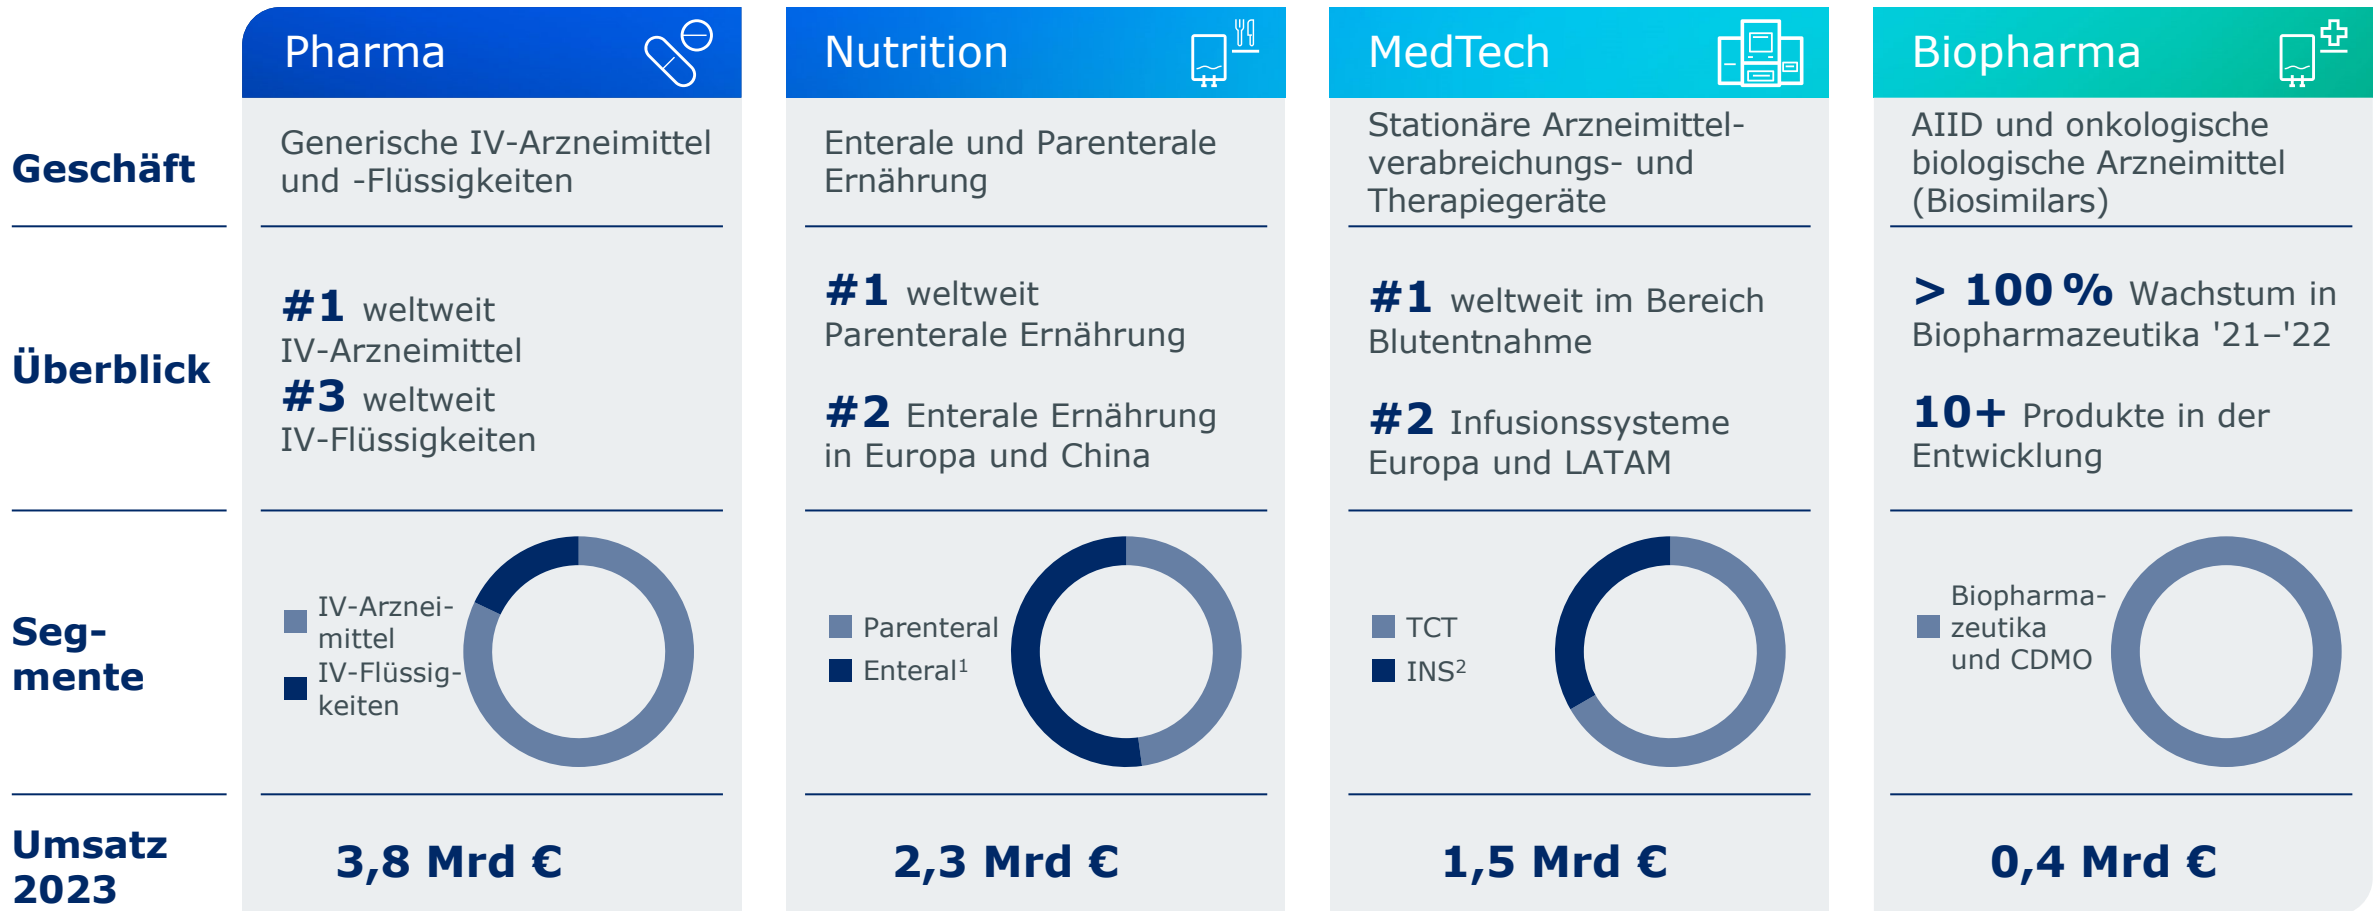 Pharma
Nutrition
MedTech
Biopharma
Geschäft
Generische IV-Arzneimittel
und -Flüssigkeiten
Enterale und Parenterale
Ernährung
Stationäre Arzneimittel-
verabreichungs- und
Therapiegeräte
AIID und onkologische
biologische Arzneimittel
(Biosimilars)
Überblick
#1 weltweit
IV-Arzneimittel
#3 weltweit
IV-Flüssigkeiten
#1 weltweit
Parenterale Ernährung
#2 Enterale Ernährung
in Europa und China
#1 weltweit im Bereich
Blutentnahme
#2 Infusionssysteme
Europa und LATAM
> 100 % Wachstum in
Biopharmazeutika '21–'22
10+ Produkte in der
Entwicklung
Seg-
mente
IV-Arznei-
mittel
IV-Flüssig-
keiten
Parenteral
Enteral¹
TCT
INS²
Biopharma-
zeutika
und CDMO
Umsatz
2023
3,8 Mrd €
2,3 Mrd €
1,5 Mrd €
0,4 Mrd €